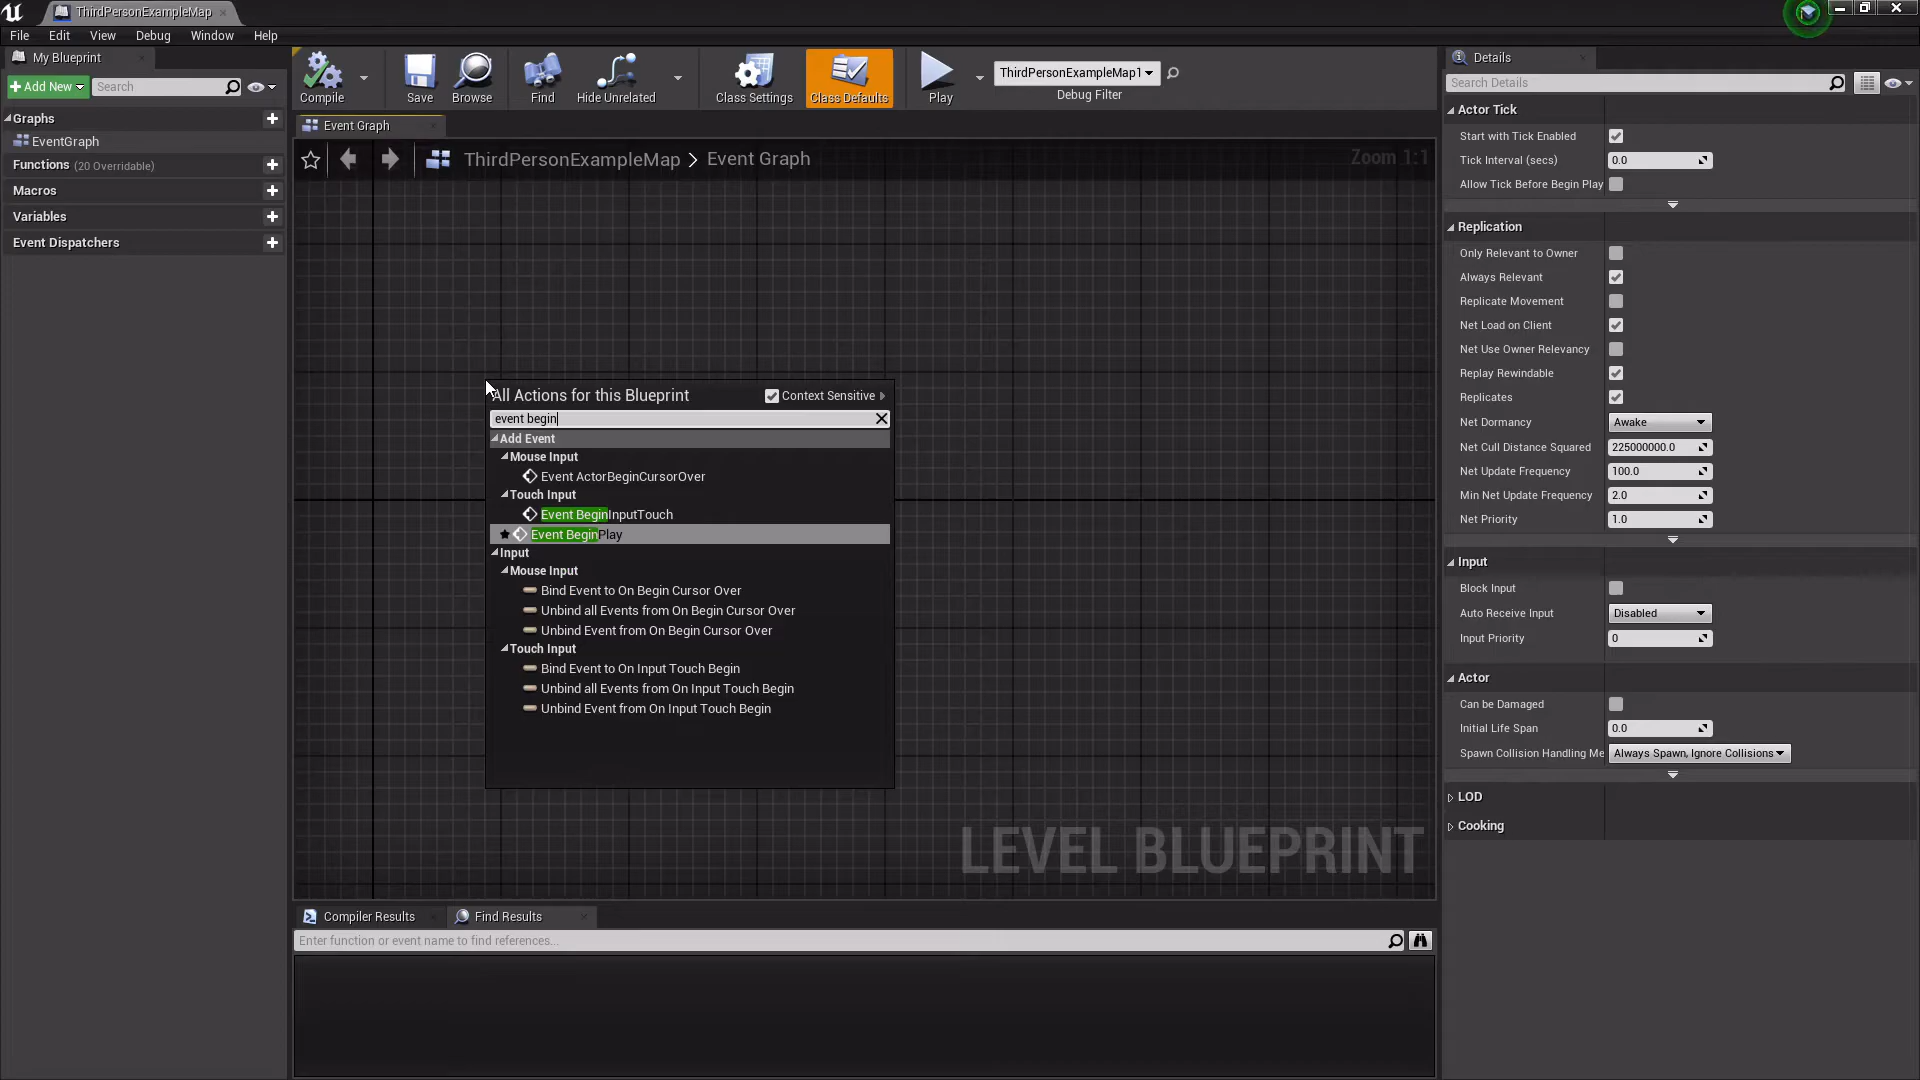 ThirdPersonExampleMap
File Edit View Debug Window Help
My Blueprint
Add New Search
Graphs
EventGraph
Functions (20 Overridable)
Macros
Variables
Event Dispatchers
Compile Save Browse Find Hide Unrelated Class Settings Class Defaults Play
ThirdPersonExampleMap1
Debug Filter
Event Graph
ThirdPersonExampleMap > Event Graph
Zoom 1:1
All Actions for this Blueprint Context Sensitive
event begin
Add Event
Mouse Input
Event ActorBeginCursorOver
Touch Input
Event BeginInputTouch
Event BeginPlay
Input
Mouse Input
Bind Event to On Begin Cursor Over
Unbind all Events from On Begin Cursor Over
Unbind Event from On Begin Cursor Over
Touch Input
Bind Event to On Input Touch Begin
Unbind all Events from On Input Touch Begin
Unbind Event from On Input Touch Begin
LEVEL BLUEPRINT
Compiler Results Find Results
Enter function or event name to find references...
Details
Search Details
Actor Tick
Start with Tick Enabled
Tick Interval (secs) 0.0
Allow Tick Before Begin Play
Replication
Only Relevant to Owner
Always Relevant
Replicate Movement
Net Load on Client
Net Use Owner Relevancy
Replay Rewindable
Replicates
Net Dormancy Awake
Net Cull Distance Squared 225000000.0
Net Update Frequency 100.0
Min Net Update Frequency 2.0
Net Priority 1.0
Input
Block Input
Auto Receive Input Disabled
Input Priority 0
Actor
Can be Damaged
Initial Life Span 0.0
Spawn Collision Handling Me Always Spawn, Ignore Collisions
LOD
Cooking